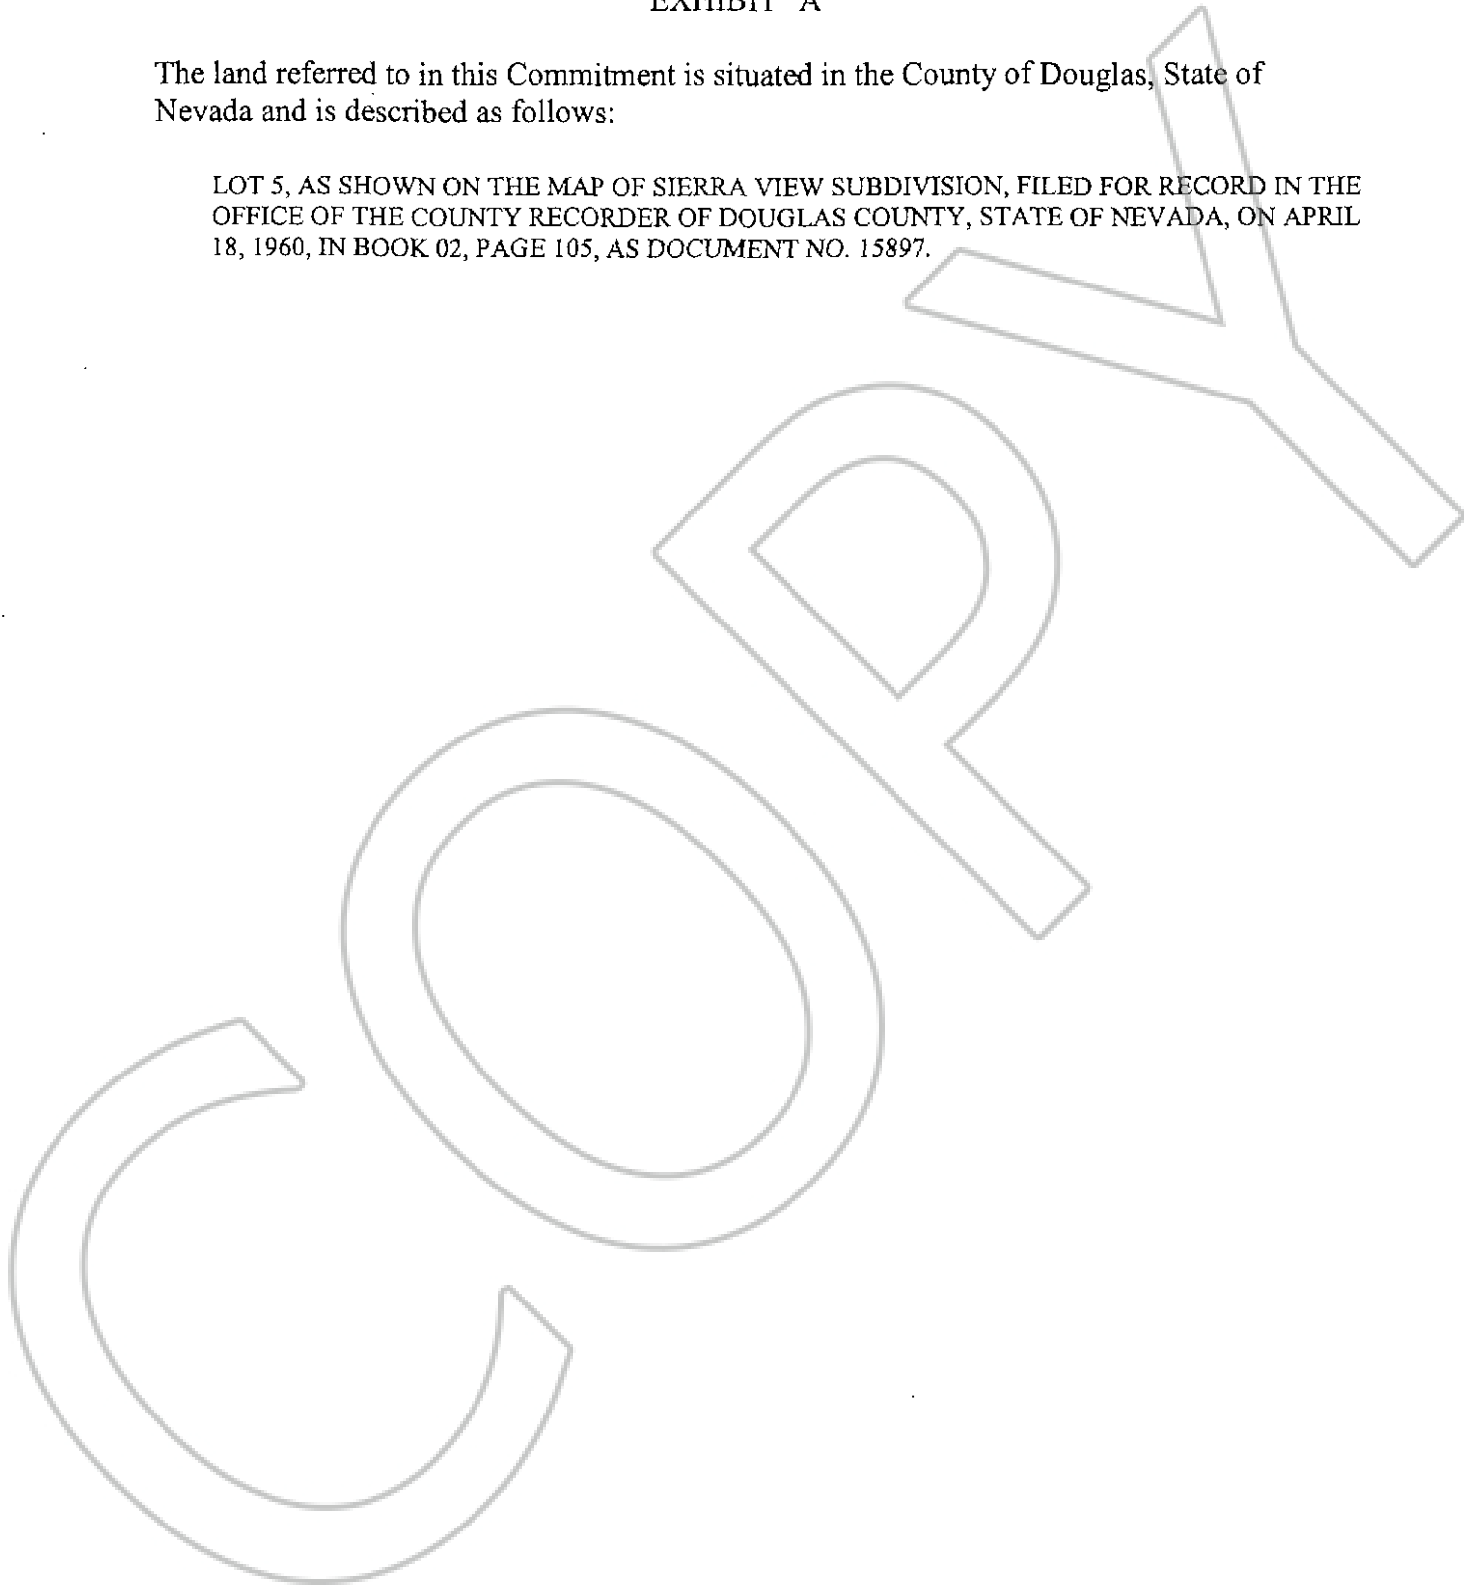 EXHIBIT "A"
The land referred to in this Commitment is situated in the County of Douglas, State of
Nevada and is described as follows:
LOT 5, AS SHOWN ON THE MAP OF SIERRA VIEW SUBDIVISION, FILED FOR RECORD IN THE
OFFICE OF THE COUNTY RECORDER OF DOUGLAS COUNTY, STATE OF NEVADA, ON APRIL
18, 1960, IN BOOK 02, PAGE 105, AS DOCUMENT NO. 15897.
COPY